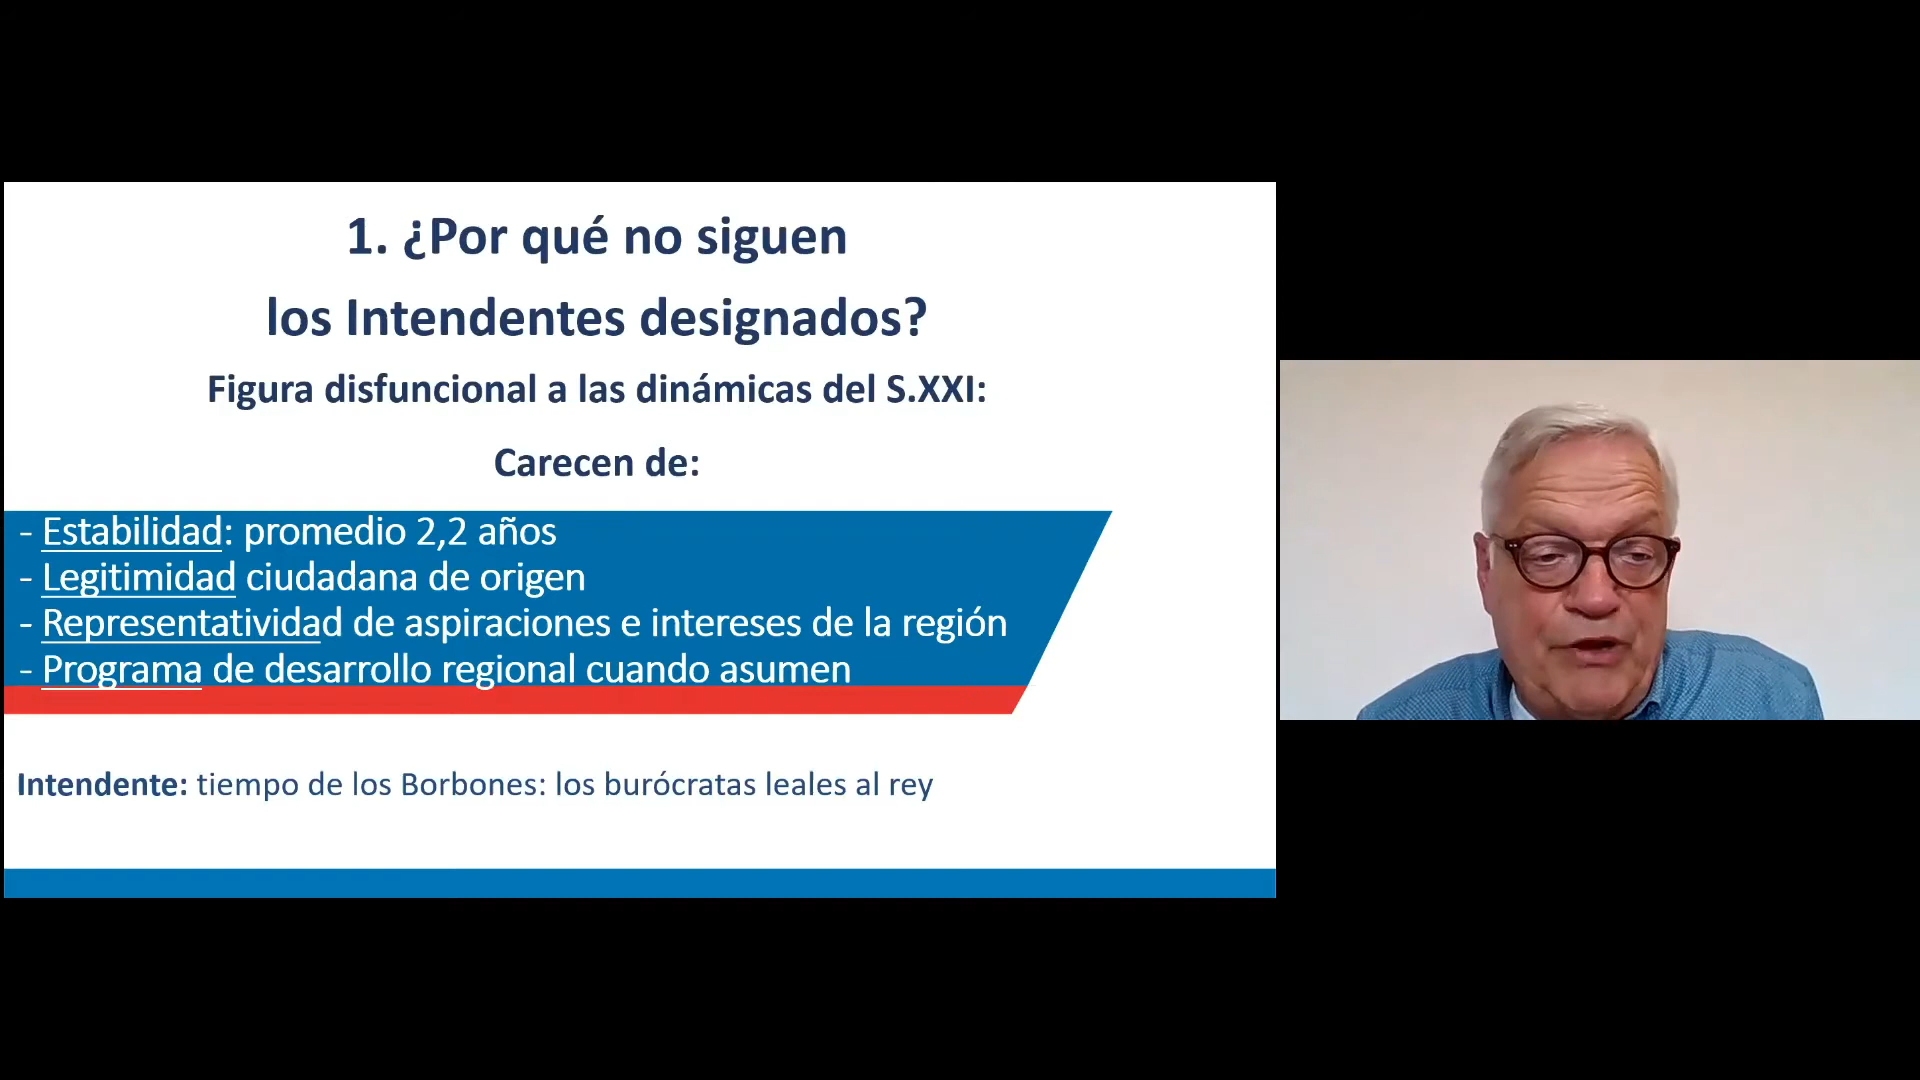 1. ¿Por qué no siguen
los Intendentes designados?
Figura disfuncional a las dinámicas del S.XXI:
Carecen de:
- Estabilidad: promedio 2,2 años
- Legitimidad ciudadana de origen
- Representatividad de aspiraciones e intereses de la región
- Programa de desarrollo regional cuando asumen
Intendente: tiempo de los Borbones: los burócratas leales al rey